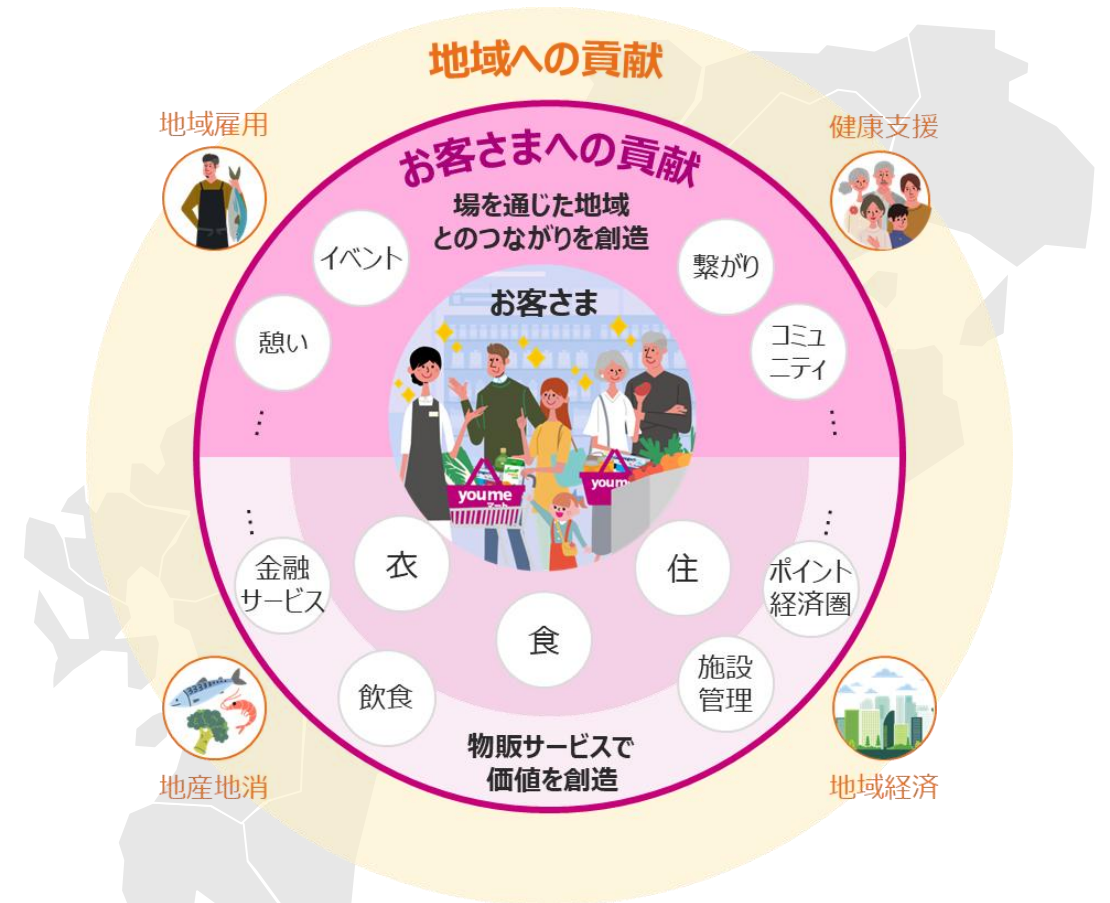 地域への貢献
地域雇用
健康支援
お客さまへの貢献
場を通じた地域
とのつながりを創造
イベント
繋がり
憩い
コミュ
ニティ
お客さま
…
…
youme
youm
…
…
衣
住
食
金融
サービス
ポイント
経済圏
飲食
施設
管理
物販サービスで
価値を創造
地産地消
地域経済